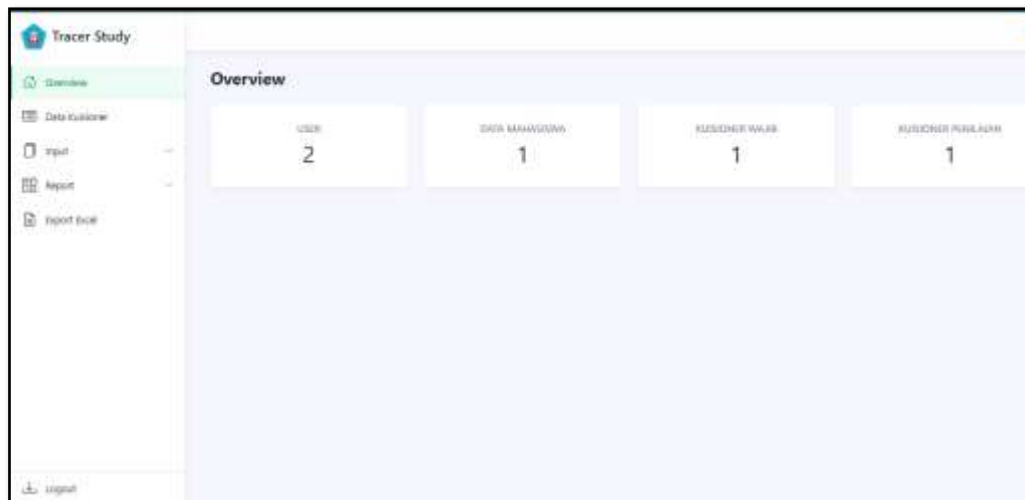 Tracer Study
Overview
Data Kuisioner
Input
Report
Export Excel
Logout
Overview
USER
2
DATA MAHASISWA
1
KUISIONER WAJIB
1
KUISIONER PENILAIAN
1